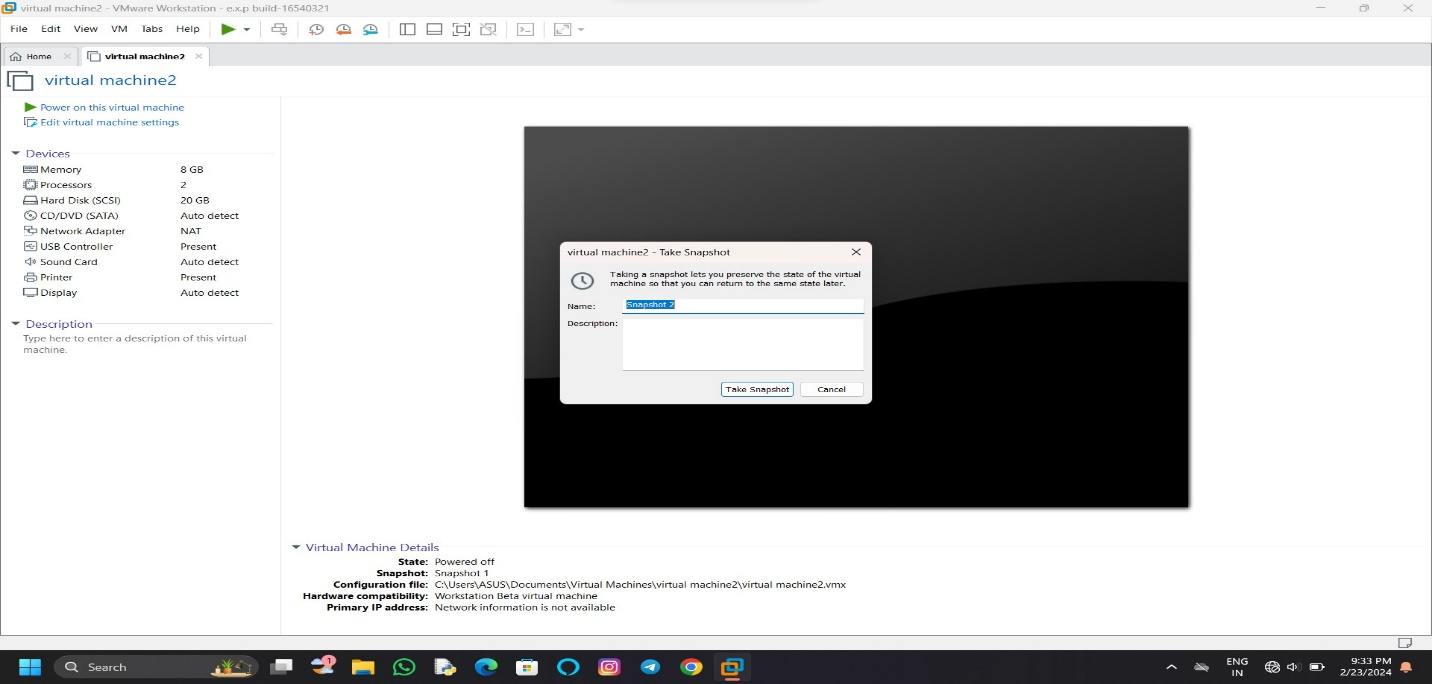 virtual machine2 - VMware Workstation - e.x.p build-16540321
File Edit View VM Tabs Help
Home virtual machine2
virtual machine2
Power on this virtual machine
Edit virtual machine settings
Devices
Memory 8 GB
Processors 2
Hard Disk (SCSI) 20 GB
CD/DVD (SATA) Auto detect
Network Adapter NAT
USB Controller Present
Sound Card Auto detect
Printer Present
Display Auto detect
Description
Type here to enter a description of this virtual
machine.
virtual machine2 - Take Snapshot
Taking a snapshot lets you preserve the state of the virtual
machine so that you can return to the same state later.
Name: Snapshot 2
Description:
Take Snapshot Cancel
Virtual Machine Details
State: Powered off
Snapshot: Snapshot 1
Configuration file: C:\Users\ASUS\Documents\Virtual Machines\virtual machine2\virtual machine2.vmx
Hardware compatibility: Workstation Beta virtual machine
Primary IP address: Network information is not available
Search
1
ENG
IN
9:33 PM
2/23/2024